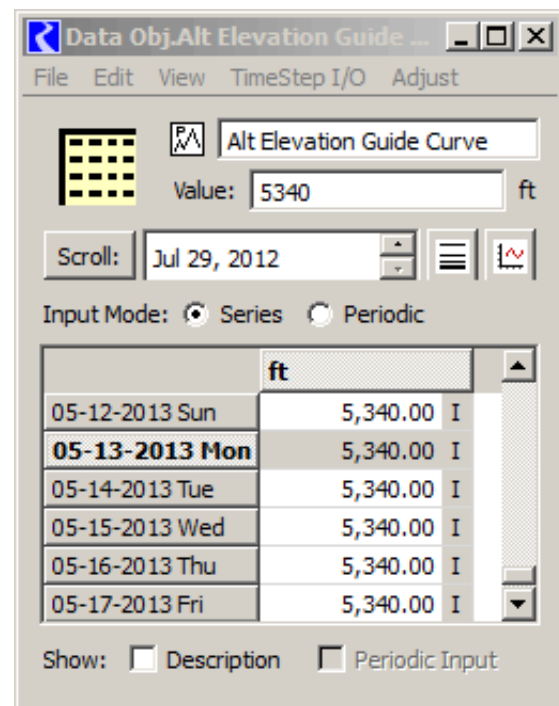 Data Obj.Alt Elevation Guide ...
File Edit View TimeStep I/O Adjust
Alt Elevation Guide Curve
Value: 5340 ft
Scroll: Jul 29, 2012
Input Mode: Series Periodic
ft
05-12-2013 Sun 5,340.00 I
05-13-2013 Mon 5,340.00 I
05-14-2013 Tue 5,340.00 I
05-15-2013 Wed 5,340.00 I
05-16-2013 Thu 5,340.00 I
05-17-2013 Fri 5,340.00 I
Show: Description Periodic Input